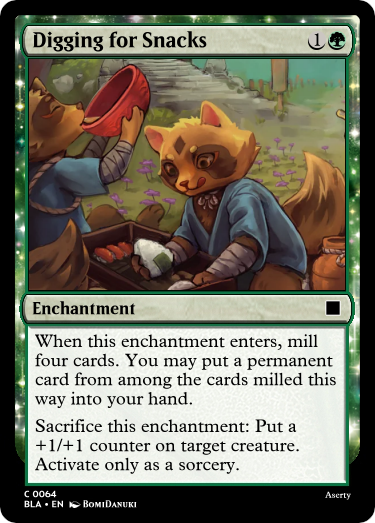 Digging for Snacks 1
Enchantment
When this enchantment enters, mill
four cards. You may put a permanent
card from among the cards milled this
way into your hand.
Sacrifice this enchantment: Put a
+1/+1 counter on target creature.
Activate only as a sorcery.
C 0064
BLA • EN BomiDanuki
Aserty